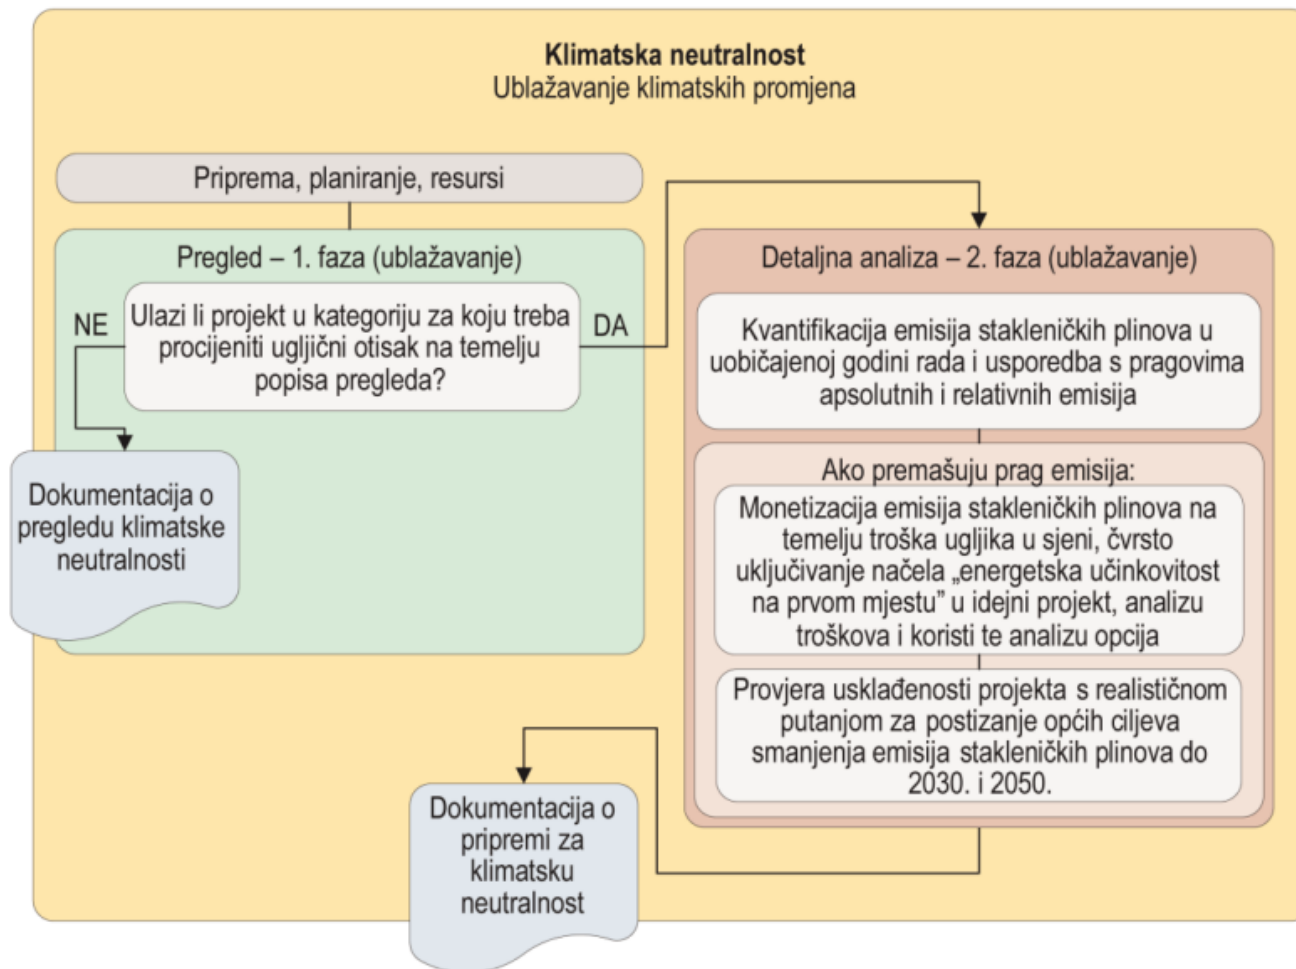 Klimatska neutralnost
Ublažavanje klimatskih promjena
Priprema, planiranje, resursi
Pregled – 1. faza (ublažavanje)
NE
Ulazi li projekt u kategoriju za koju treba
procijeniti ugljični otisak na temelju
popisa pregleda?
DA
Dokumentacija o
pregledu klimatske
neutralnosti
Detaljna analiza – 2. faza (ublažavanje)
Kvantifikacija emisija stakleničkih plinova u
uobičajenoj godini rada i usporedba s pragovima
apsolutnih i relativnih emisija
Ako premašuju prag emisija:
Monetizacija emisija stakleničkih plinova na
temelju troška ugljika u sjeni, čvrsto
uključivanje načela „energetska učinkovitost
na prvom mjestu” u idejni projekt, analizu
troškova i koristi te analizu opcija
Provjera usklađenosti projekta s realističnom
putanjom za postizanje općih ciljeva
smanjenja emisija stakleničkih plinova do
2030. i 2050.
Dokumentacija o
pripremi za
klimatsku
neutralnost